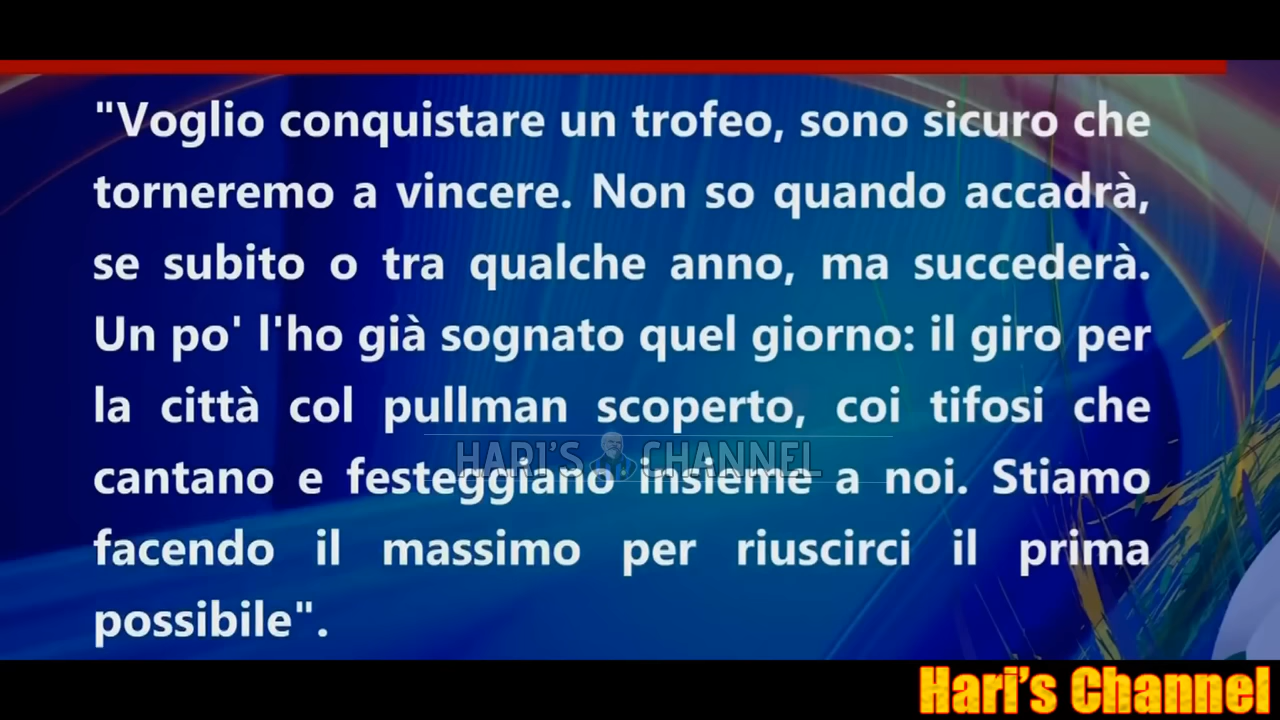 "Voglio conquistare un trofeo, sono sicuro che
torneremo a vincere. Non so quando accadrà,
se subito o tra qualche anno, ma succederà.
Un po' l'ho già sognato quel giorno: il giro per
la città col pullman scoperto, coi tifosi che
HARI'S CHANNEL
cantano e festeggiano insieme a noi. Stiamo
facendo il massimo per riuscirci il prima
possibile".
Hari's Channel